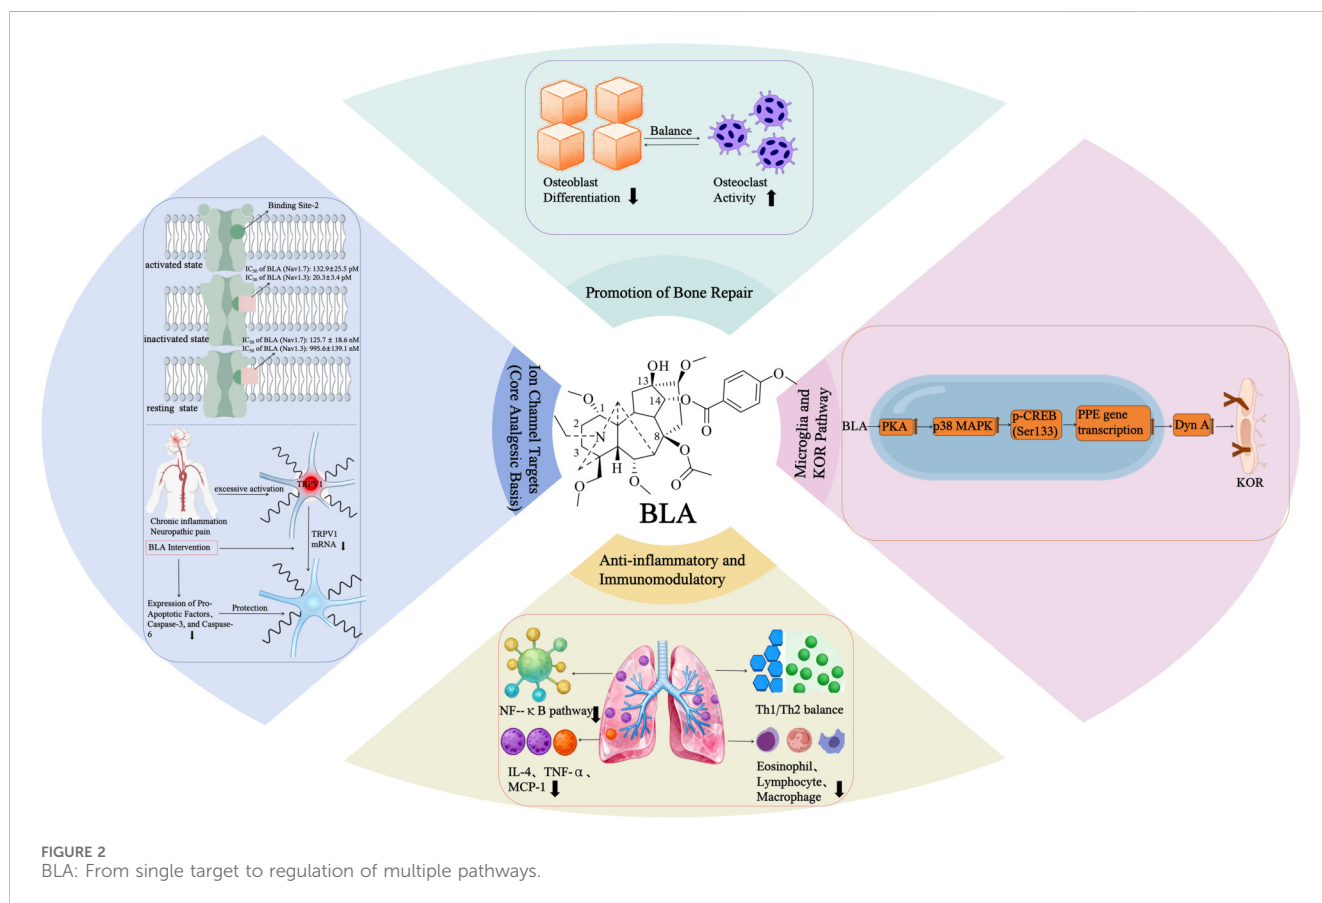 Osteoblast
Differentiation
Balance
Osteoclast
Activity
Promotion of Bone Repair
Binding Site-2
activated state
IC50 of BLA (Nav1.7): 132.9±25.5 pM
IC50 of BLA (Nav1.3): 20.3±3.4 pM
inactivated state
IC50 of BLA (Nav1.7): 125.7 ± 18.6 nM
IC50 of BLA (Nav1.3): 995.6±139.1 nM
resting state
excessive activation
TRPV1
Chronic inflammation
Neuropathic pain
BLA Intervention
TRPV1
mRNA
Expression of Pro-
Apoptotic Factors、
Caspase-3, and Caspase-
6
Protection
Ion Channel Targets
(Core Analgesic Basis)
OH
13
O
O
14
O
O
O
1
2
N
3
8
H
O
O
O
O
BLA
Microglia and
KOR Pathway
BLA
PKA
p38 MAPK
p-CREB
(Ser133)
PPE gene
transcription
Dyn A
KOR
Anti-inflammatory and
Immunomodulatory
NF--κB pathway
Th1/Th2 balance
IL-4、TNF-α、
MCP-1
Eosinophil、
Lymphocyte、
Macrophage
FIGURE 2
BLA: From single target to regulation of multiple pathways.